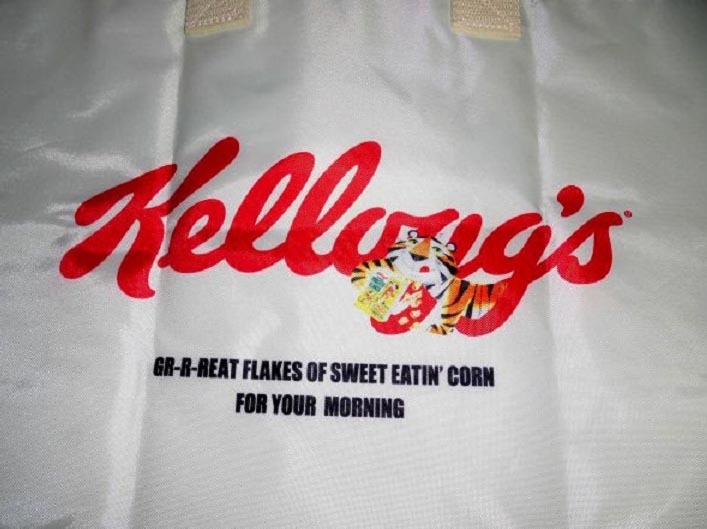 Kellogg's
GR-R-REAT FLAKES OF SWEET EATIN' CORN
FOR YOUR MORNING